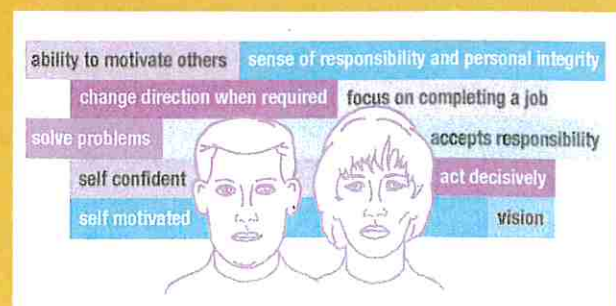 ability to motivate others sense of responsibility and personal integrity
change direction when required focus on completing a job
solve problems accepts responsibility
self confident act decisively
self motivated vision